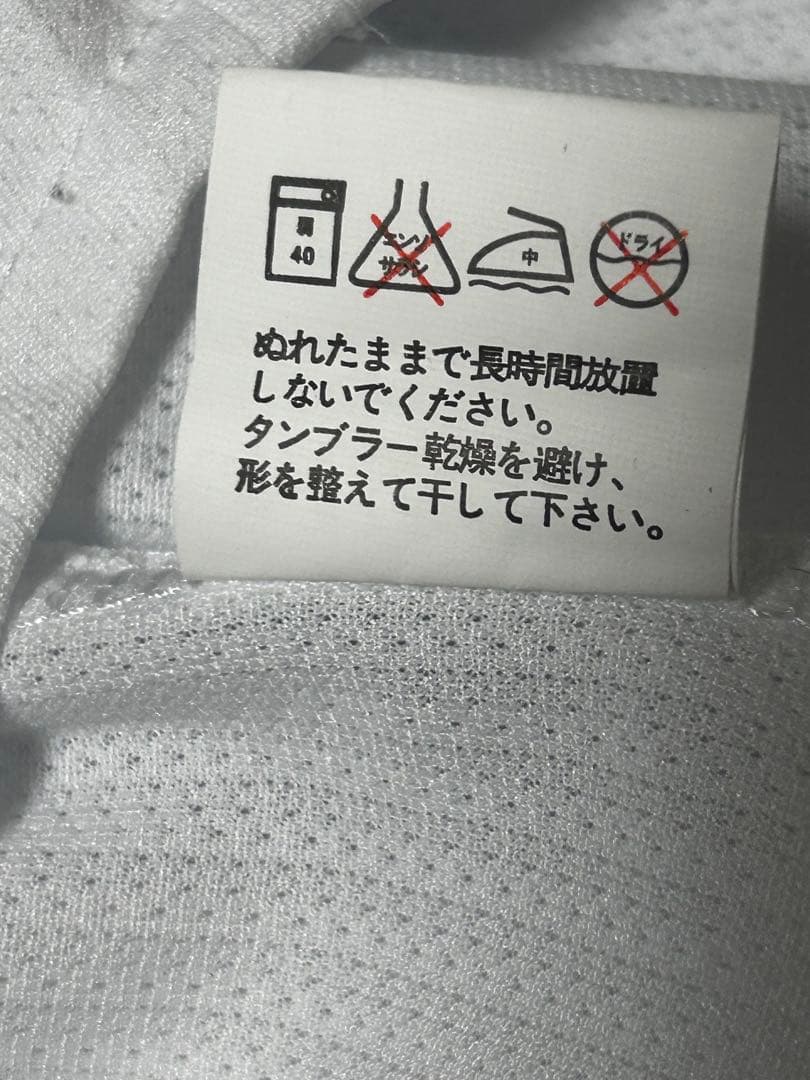 弱
40
エンソ
サラシ
中
ドライ
ぬれたままで長時間放置
しないでください。
タンブラー乾燥を避け、
形を整えて干して下さい。